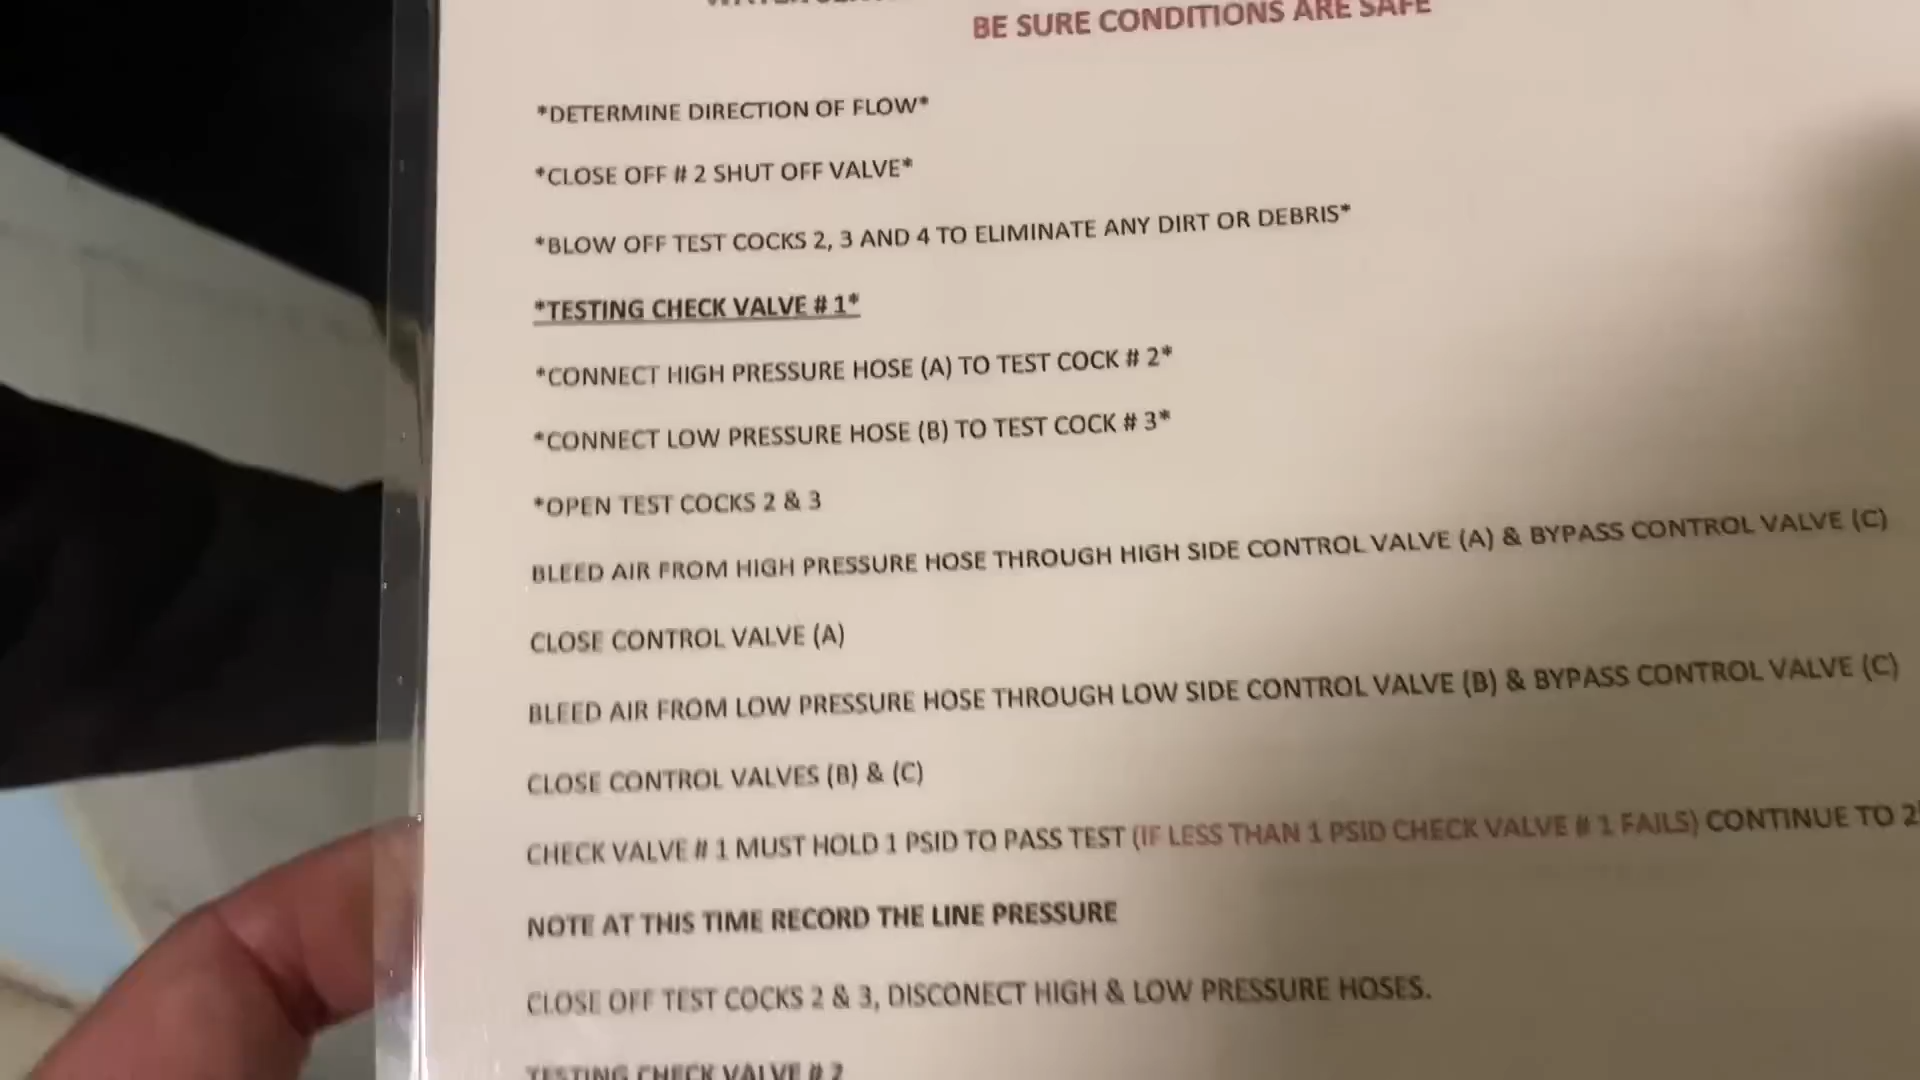 BE SURE CONDITIONS ARE SAFE
*DETERMINE DIRECTION OF FLOW*
*CLOSE OFF # 2 SHUT OFF VALVE*
*BLOW OFF TEST COCKS 2, 3 AND 4 TO ELIMINATE ANY DIRT OR DEBRIS*
*TESTING CHECK VALVE # 1*
*CONNECT HIGH PRESSURE HOSE (A) TO TEST COCK # 2*
*CONNECT LOW PRESSURE HOSE (B) TO TEST COCK # 3*
*OPEN TEST COCKS 2 & 3
BLEED AIR FROM HIGH PRESSURE HOSE THROUGH HIGH SIDE CONTROL VALVE (A) & BYPASS CONTROL VALVE (C)
CLOSE CONTROL VALVE (A)
BLEED AIR FROM LOW PRESSURE HOSE THROUGH LOW SIDE CONTROL VALVE (B) & BYPASS CONTROL VALVE (C)
CLOSE CONTROL VALVES (B) & (C)
CHECK VALVE # 1 MUST HOLD 1 PSID TO PASS TEST (IF LESS THAN 1 PSID CHECK VALVE # 1 FAILS) CONTINUE TO
NOTE AT THIS TIME RECORD THE LINE PRESSURE
CLOSE OFF TEST COCKS 2 & 3, DISCONECT HIGH & LOW PRESSURE HOSES.
TESTING CHECK VALVE # 2